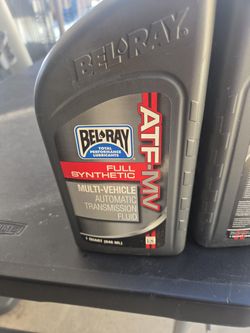 BEL-RAY
BEL-RAY
TOTAL
PERFORMANCE
LUBRICANTS
FULL
SYNTHETIC
ATF-MV
MULTI-VEHICLE
AUTOMATIC
TRANSMISSION
FLUID
1 QUART (946 ML)